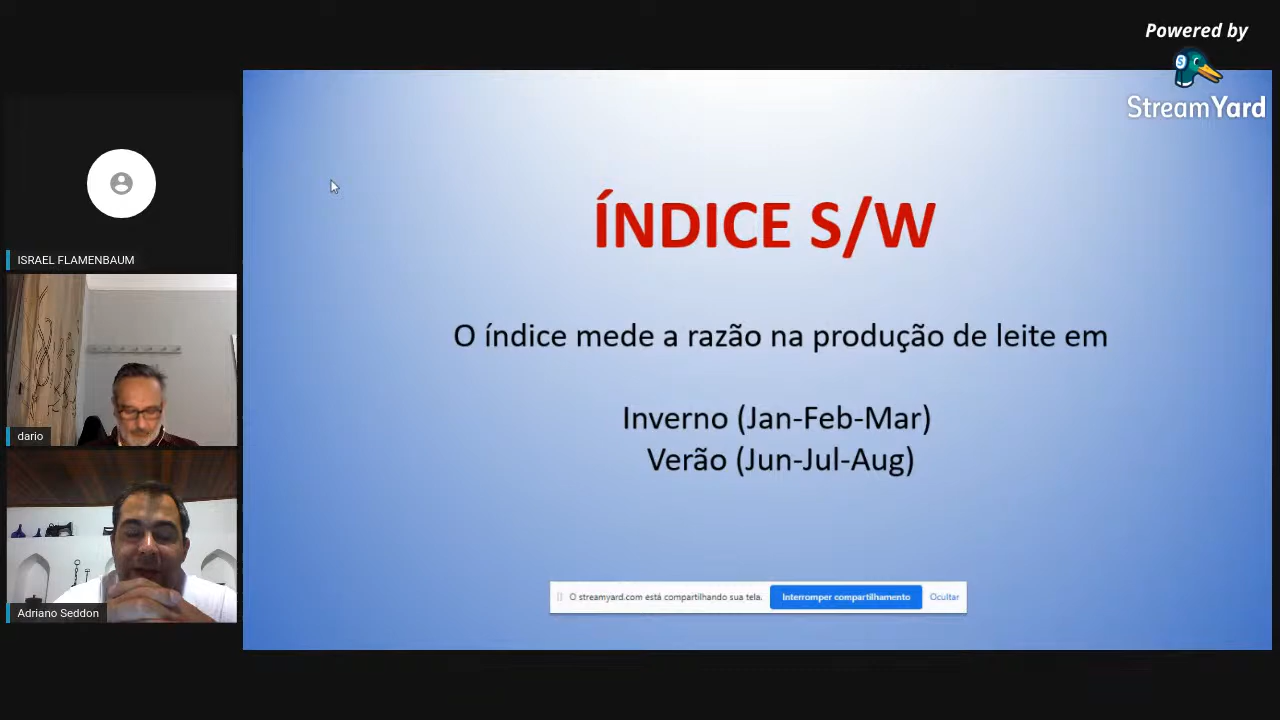 Powered by
StreamYard
ISRAEL FLAMENBAUM
dario
Adriano Seddon
ÍNDICE S/W
O índice mede a razão na produção de leite em
Inverno (Jan-Feb-Mar)
Verão (Jun-Jul-Aug)
O streamyard.com está compartilhando sua tela. Interromper compartilhamento Ocultar